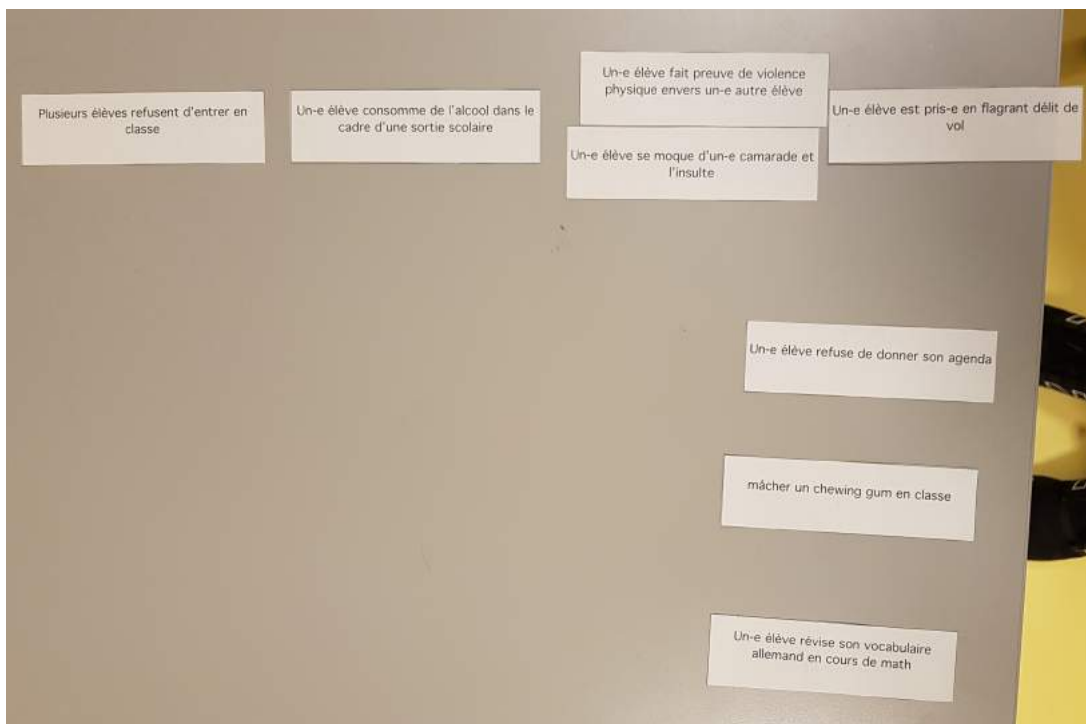 Plusieurs élèves refusent d'entrer en
classe
Un-e élève consomme de l'alcool dans le
cadre d'une sortie scolaire
Un-e élève fait preuve de violence
physique envers un-e autre élève
Un-e élève se moque d'un-e camarade et
l'insulte
Un-e élève est pris-e en flagrant délit de
vol
Un-e élève refuse de donner son agenda
mâcher un chewing gum en classe
Un-e élève révise son vocabulaire
allemand en cours de math